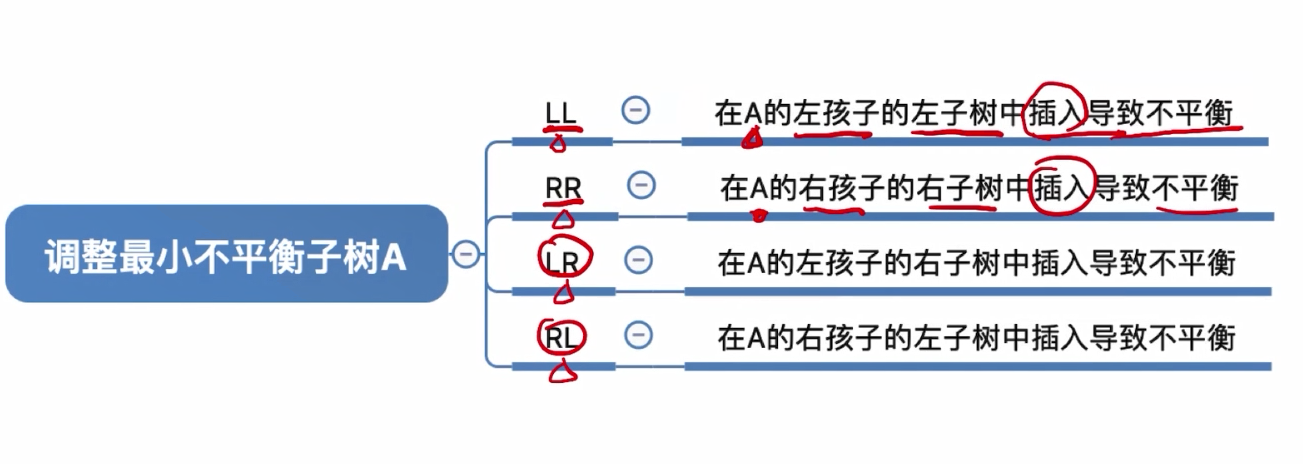 调整最小不平衡子树A
LL 在A的左孩子的左子树中插入导致不平衡
RR 在A的右孩子的右子树中插入导致不平衡
LR 在A的左孩子的右子树中插入导致不平衡
RL 在A的右孩子的左子树中插入导致不平衡